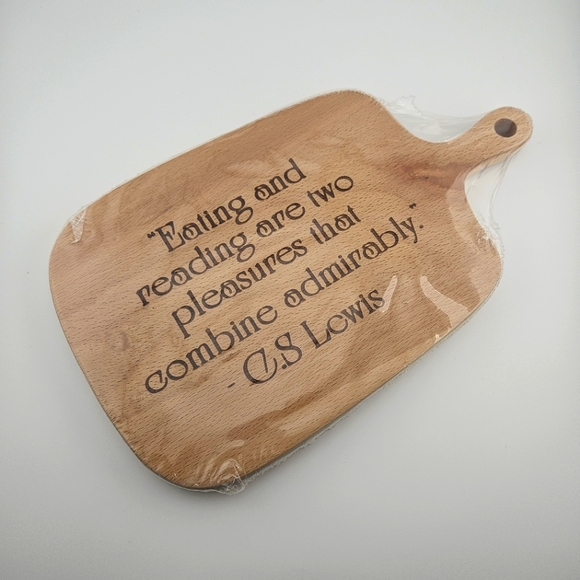 "Eating and
reading are two
pleasures that
combine admirably."
- C.S Lewis